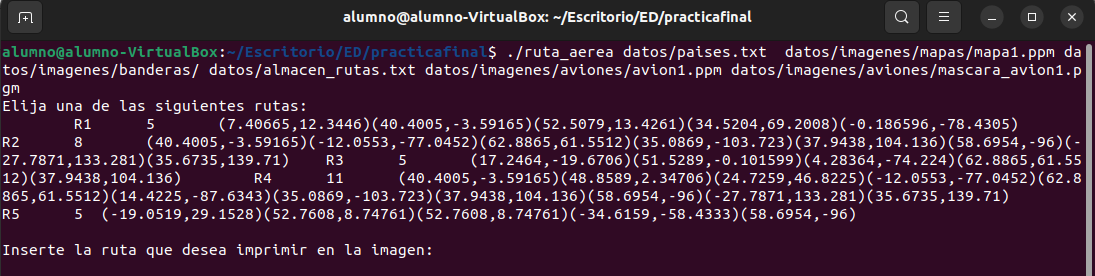 alumno@alumno-VirtualBox: ~/Escritorio/ED/practicafinal
alumno@alumno-VirtualBox:~/Escritorio/ED/practicafinal$ ./ruta_aerea datos/paises.txt  datos/imagenes/mapas/mapa1.ppm da
tos/imagenes/banderas/ datos/almacen_rutas.txt datos/imagenes/aviones/avion1.ppm datos/imagenes/aviones/mascara_avion1.p
gm
Elija una de las siguientes rutas:
R1 5 (7.40665,12.3446)(40.4005,-3.59165)(52.5079,13.4261)(34.5204,69.2008)(-0.186596,-78.4305)
R2 8 (40.4005,-3.59165)(-12.0553,-77.0452)(62.8865,61.5512)(35.0869,-103.723)(37.9438,104.136)(58.6954,-96)(-
27.7871,133.281)(35.6735,139.71) R3 5 (17.2464,-19.6706)(51.5289,-0.101599)(4.28364,-74.224)(62.8865,61.55
12)(37.9438,104.136) R4 11 (40.4005,-3.59165)(48.8589,2.34706)(24.7259,46.8225)(-12.0553,-77.0452)(62.8
865,61.5512)(14.4225,-87.6343)(35.0869,-103.723)(37.9438,104.136)(58.6954,-96)(-27.7871,133.281)(35.6735,139.71)
R5 5 (-19.0519,29.1528)(52.7608,8.74761)(52.7608,8.74761)(-34.6159,-58.4333)(58.6954,-96)
Inserte la ruta que desea imprimir en la imagen: